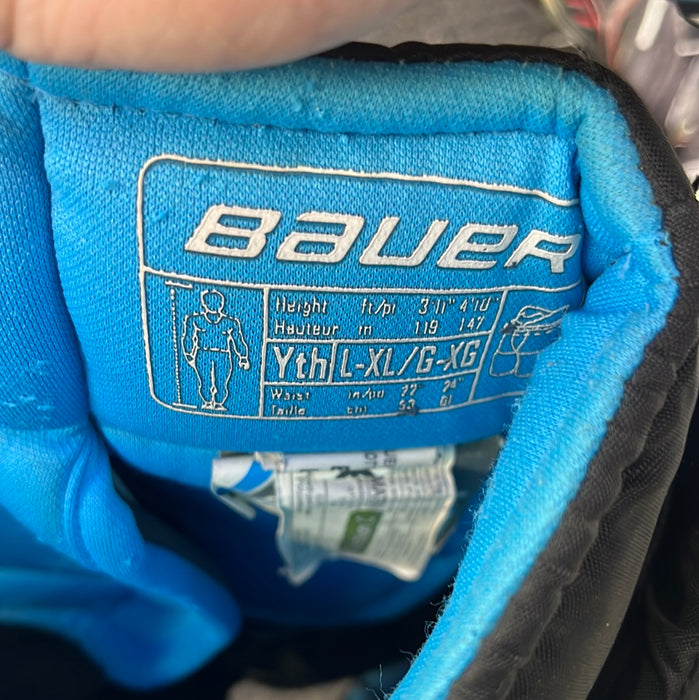 BAUER
Height ft/pi 3'11" 4'10"
Hauteur m 119 147
Yth L-XL/G-XG
Waist in/po 22" 24"
Taille cm 53 61